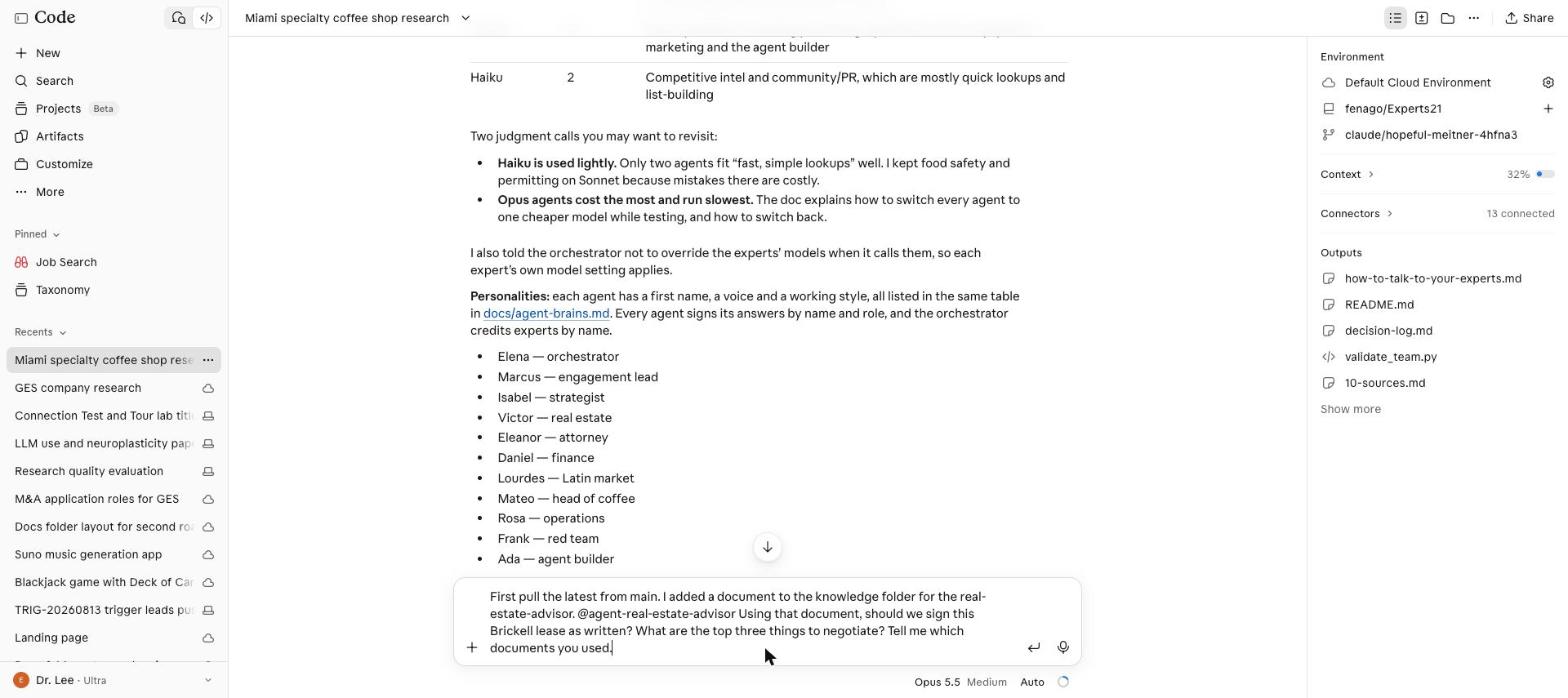 Code
Miami specialty coffee shop research
Share
New
Search
Projects Beta
Artifacts
Customize
More
Pinned
Job Search
Taxonomy
Recents
Miami specialty coffee shop rese
GES company research
Connection Test and Tour lab titl
LLM use and neuroplasticity pap
Research quality evaluation
M&A application roles for GES
Docs folder layout for second ro
Suno music generation app
Blackjack game with Deck of Car
TRIG-20260813 trigger leads pu
Landing page
E Dr. Lee · Ultra
marketing and the agent builder
Haiku 2 Competitive intel and community/PR, which are mostly quick lookups and
list-building
Two judgment calls you may want to revisit:
• Haiku is used lightly. Only two agents fit “fast, simple lookups” well. I kept food safety and
permitting on Sonnet because mistakes there are costly.
• Opus agents cost the most and run slowest. The doc explains how to switch every agent to
one cheaper model while testing, and how to switch back.
I also told the orchestrator not to override the experts’ models when it calls them, so each
expert’s own model setting applies.
Personalities: each agent has a first name, a voice and a working style, all listed in the same table
in docs/agent-brains.md. Every agent signs its answers by name and role, and the orchestrator
credits experts by name.
• Elena — orchestrator
• Marcus — engagement lead
• Isabel — strategist
• Victor — real estate
• Eleanor — attorney
• Daniel — finance
• Lourdes — Latin market
• Mateo — head of coffee
• Rosa — operations
• Frank — red team
• Ada — agent builder
First pull the latest from main. I added a document to the knowledge folder for the real-
estate-advisor. @agent-real-estate-advisor Using that document, should we sign this
Brickell lease as written? What are the top three things to negotiate? Tell me which
documents you used.
Opus 5.5 Medium Auto
Environment
Default Cloud Environment
fenago/Experts21
claude/hopeful-meitner-4hfna3
Context 32%
Connectors 13 connected
Outputs
how-to-talk-to-your-experts.md
README.md
decision-log.md
validate_team.py
10-sources.md
Show more